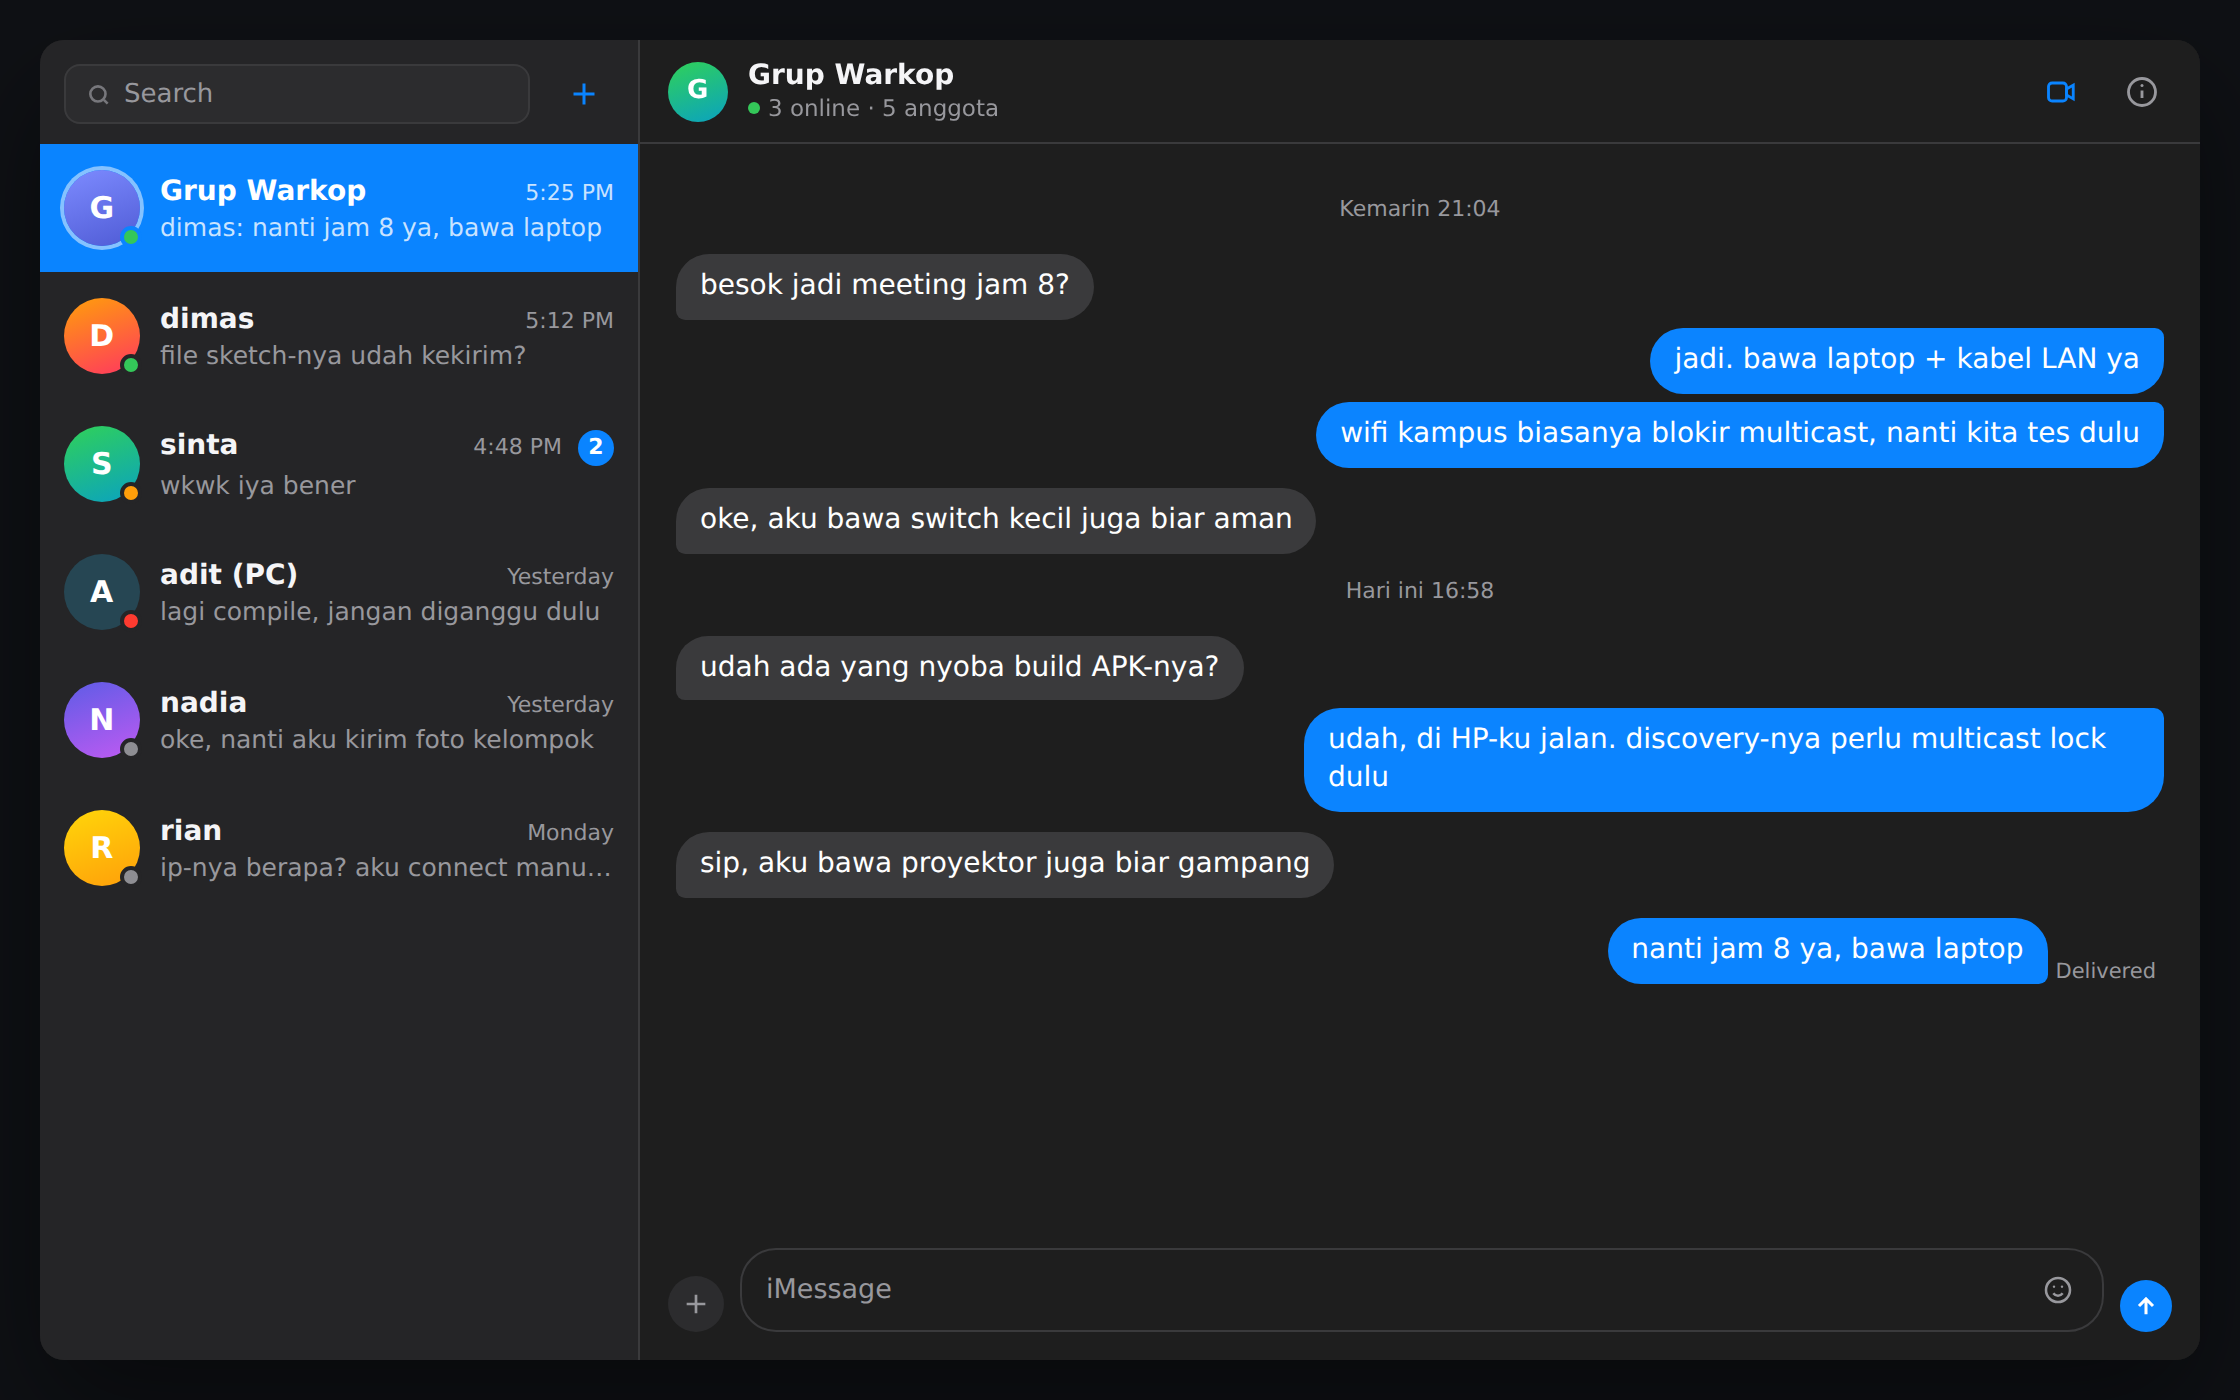 Search
G
Grup Warkop
5:25 PM
dimas: nanti jam 8 ya, bawa laptop
D
dimas
5:12 PM
file sketch-nya udah kekirim?
S
sinta
4:48 PM
2
wkwk iya bener
A
adit (PC)
Yesterday
lagi compile, jangan diganggu dulu
N
nadia
Yesterday
oke, nanti aku kirim foto kelompok
R
rian
Monday
ip-nya berapa? aku connect manu...
G
Grup Warkop
3 online · 5 anggota
Kemarin 21:04
besok jadi meeting jam 8?
jadi. bawa laptop + kabel LAN ya
wifi kampus biasanya blokir multicast, nanti kita tes dulu
oke, aku bawa switch kecil juga biar aman
Hari ini 16:58
udah ada yang nyoba build APK-nya?
udah, di HP-ku jalan. discovery-nya perlu multicast lock
dulu
sip, aku bawa proyektor juga biar gampang
nanti jam 8 ya, bawa laptop
Delivered
iMessage